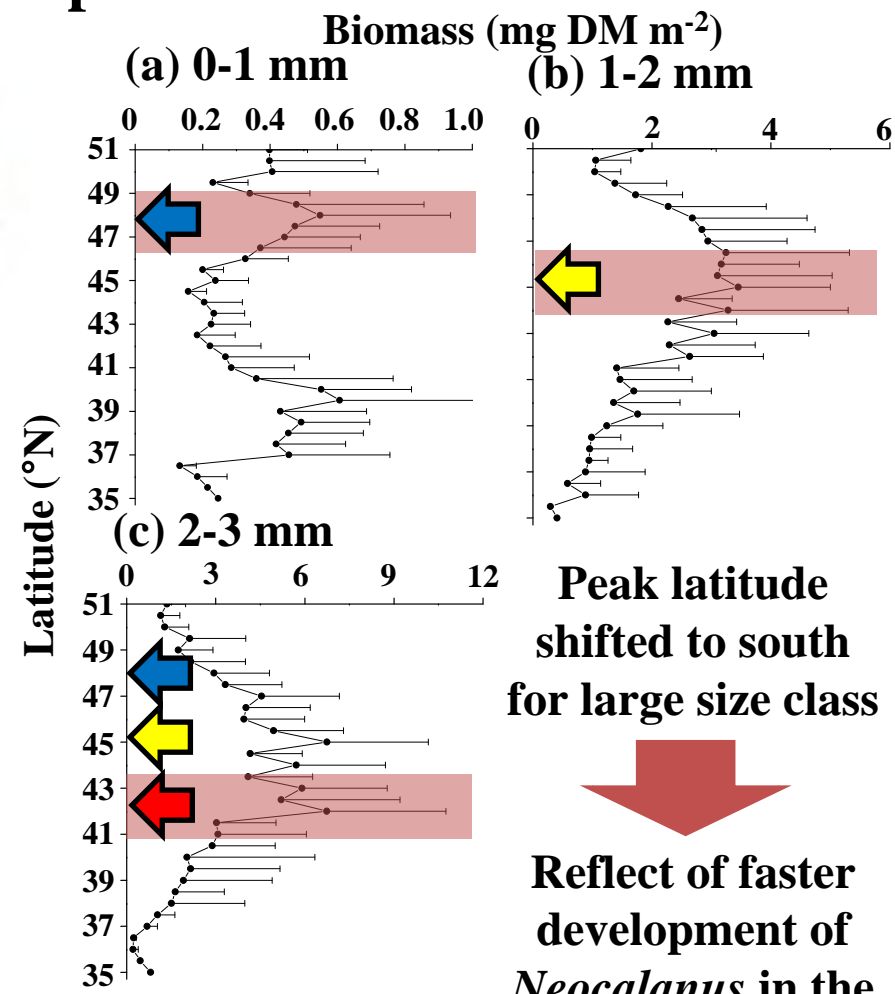 Biomass (mg DM m-2)
(a) 0-1 mm
0 0.2 0.4 0.6 0.8 1.0
51
49
47
45
43
41
39
37
35
(b) 1-2 mm
0 2 4 6
Latitude (°N)
(c) 2-3 mm
0 3 6 9 12
51
49
47
45
43
41
39
37
35
Peak latitude
shifted to south
for large size class
Reflect of faster
development of
Neocalanus in the